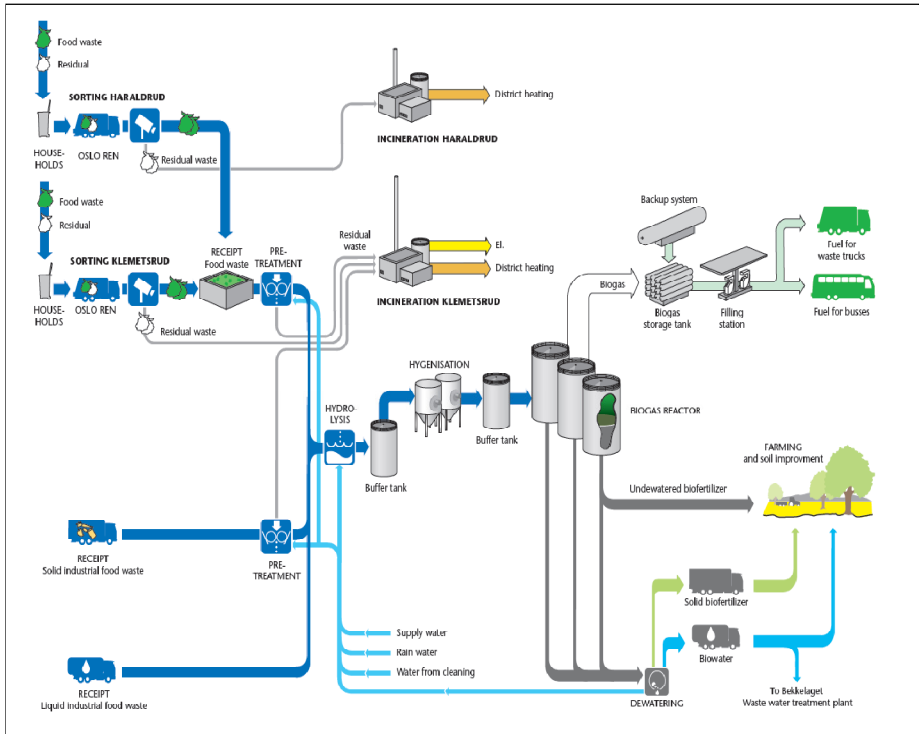 Food waste
Residual
SORTING HARALDRUD
HOUSE-
HOLDS
OSLO REN
Residual waste
District heating
INCINERATION HARALDRUD
Food waste
Residual
SORTING KLEMETSRUD
HOUSE-
HOLDS
OSLO REN
Residual waste
RECEIPT
Food waste
PRE-
TREATMENT
Residual
waste
El.
District heating
INCINERATION KLEMETSRUD
Backup system
Biogas
Biogas
storage tank
Filling
station
Fuel for
waste trucks
Fuel for busses
HYGENISATION
HYDRO-
LYSIS
Buffer tank
Buffer tank
BIOGAS REACTOR
FARMING
and soil improvment
Undewatered biofertilizer
RECEIPT
Solid industrial food waste
PRE-
TREATMENT
Solid biofertilizer
Supply water
Rain water
Water from cleaning
Biowater
RECEIPT
Liquid industrial food waste
DEWATERING
To Bekkelaget
Waste water treatment plant